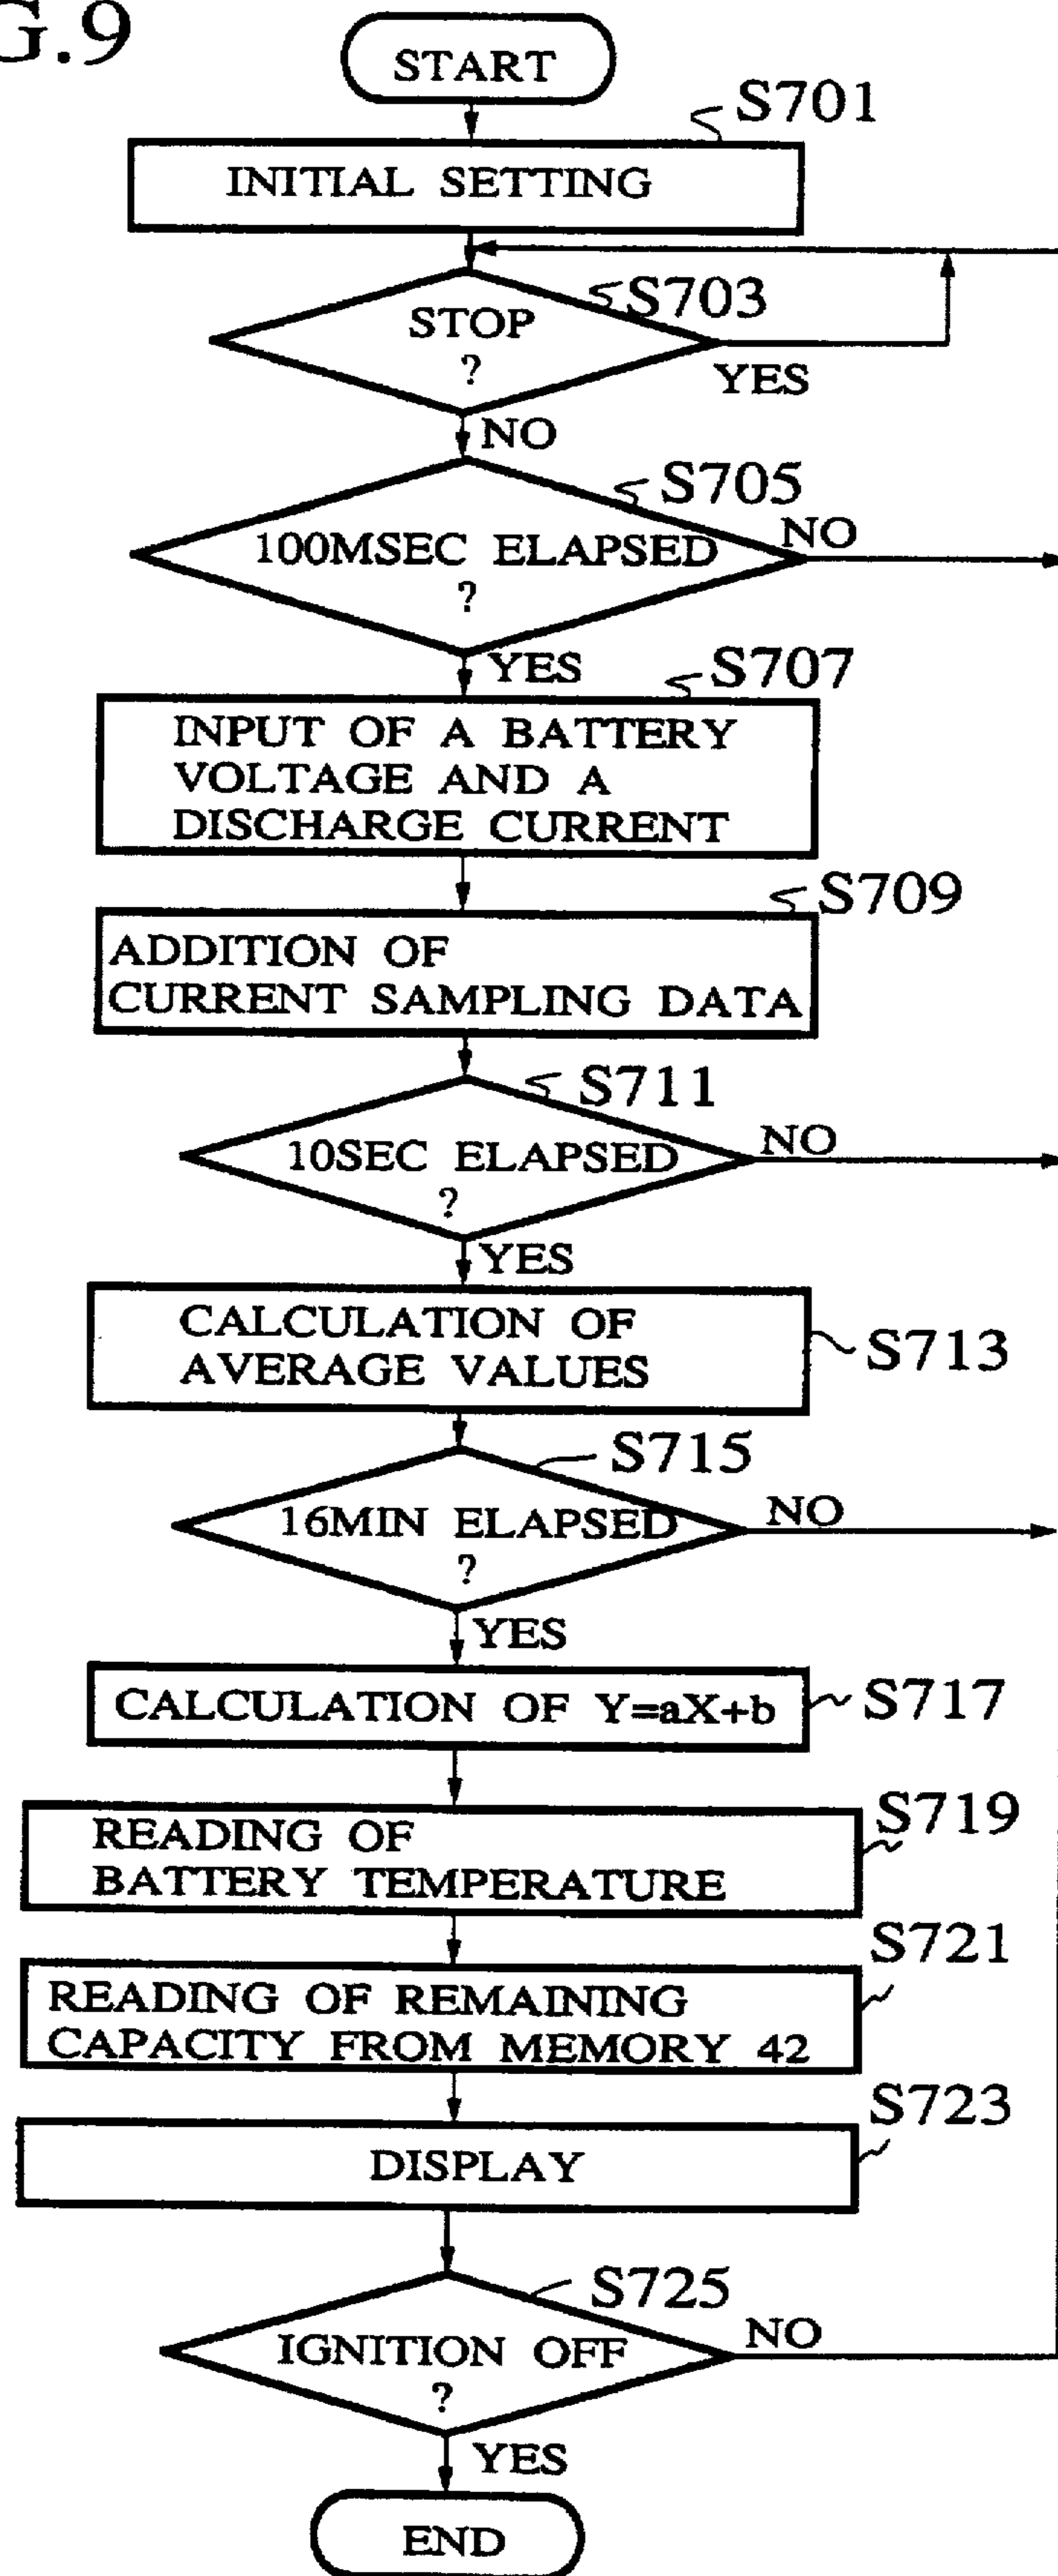 G.9
START
S701
INITIAL SETTING
S703
STOP
?
YES
NO
S705
100MSEC ELAPSED
?
NO
YES
S707
INPUT OF A BATTERY
VOLTAGE AND A
DISCHARGE CURRENT
S709
ADDITION OF
CURRENT SAMPLING DATA
S711
10SEC ELAPSED
?
NO
YES
CALCULATION OF
AVERAGE VALUES
S713
S715
16MIN ELAPSED
?
NO
YES
CALCULATION OF Y=aX+b
S717
READING OF
BATTERY TEMPERATURE
S719
READING OF REMAINING
CAPACITY FROM MEMORY 42
S721
DISPLAY
S723
S725
IGNITION OFF
?
NO
YES
END